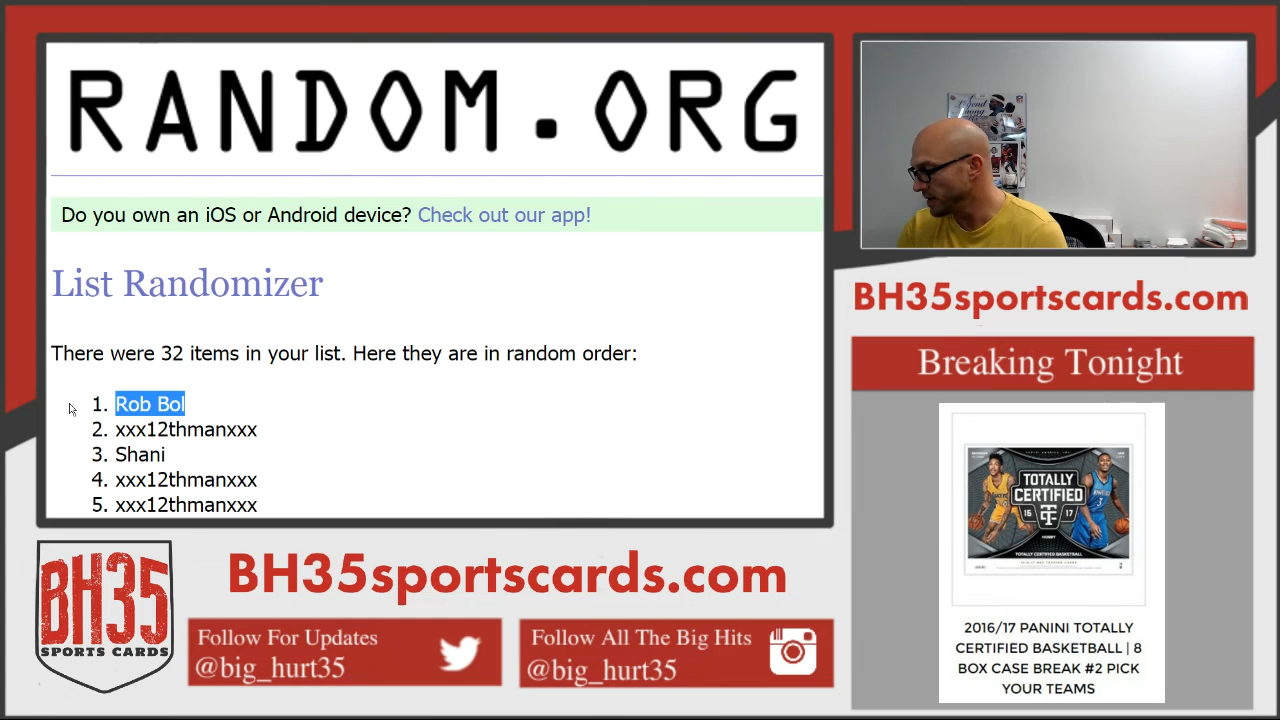 RANDOM.ORG
Do you own an iOS or Android device? Check out our app!
List Randomizer
There were 32 items in your list. Here they are in random order:
1. Rob Bol
2. xxx12thmanxxx
3. Shani
4. xxx12thmanxxx
5. xxx12thmanxxx
BH35
SPORTS CARDS
BH35sportscards.com
Follow For Updates
@big_hurt35
Follow All The Big Hits
@big_hurt35
BH35sportscards.com
Breaking Tonight
TOTALLY
CERTIFIED
16 17
HOBBY
TOTALLY CERTIFIED BASKETBALL
2016/17 PANINI TOTALLY
CERTIFIED BASKETBALL | 8
BOX CASE BREAK #2 PICK
YOUR TEAMS